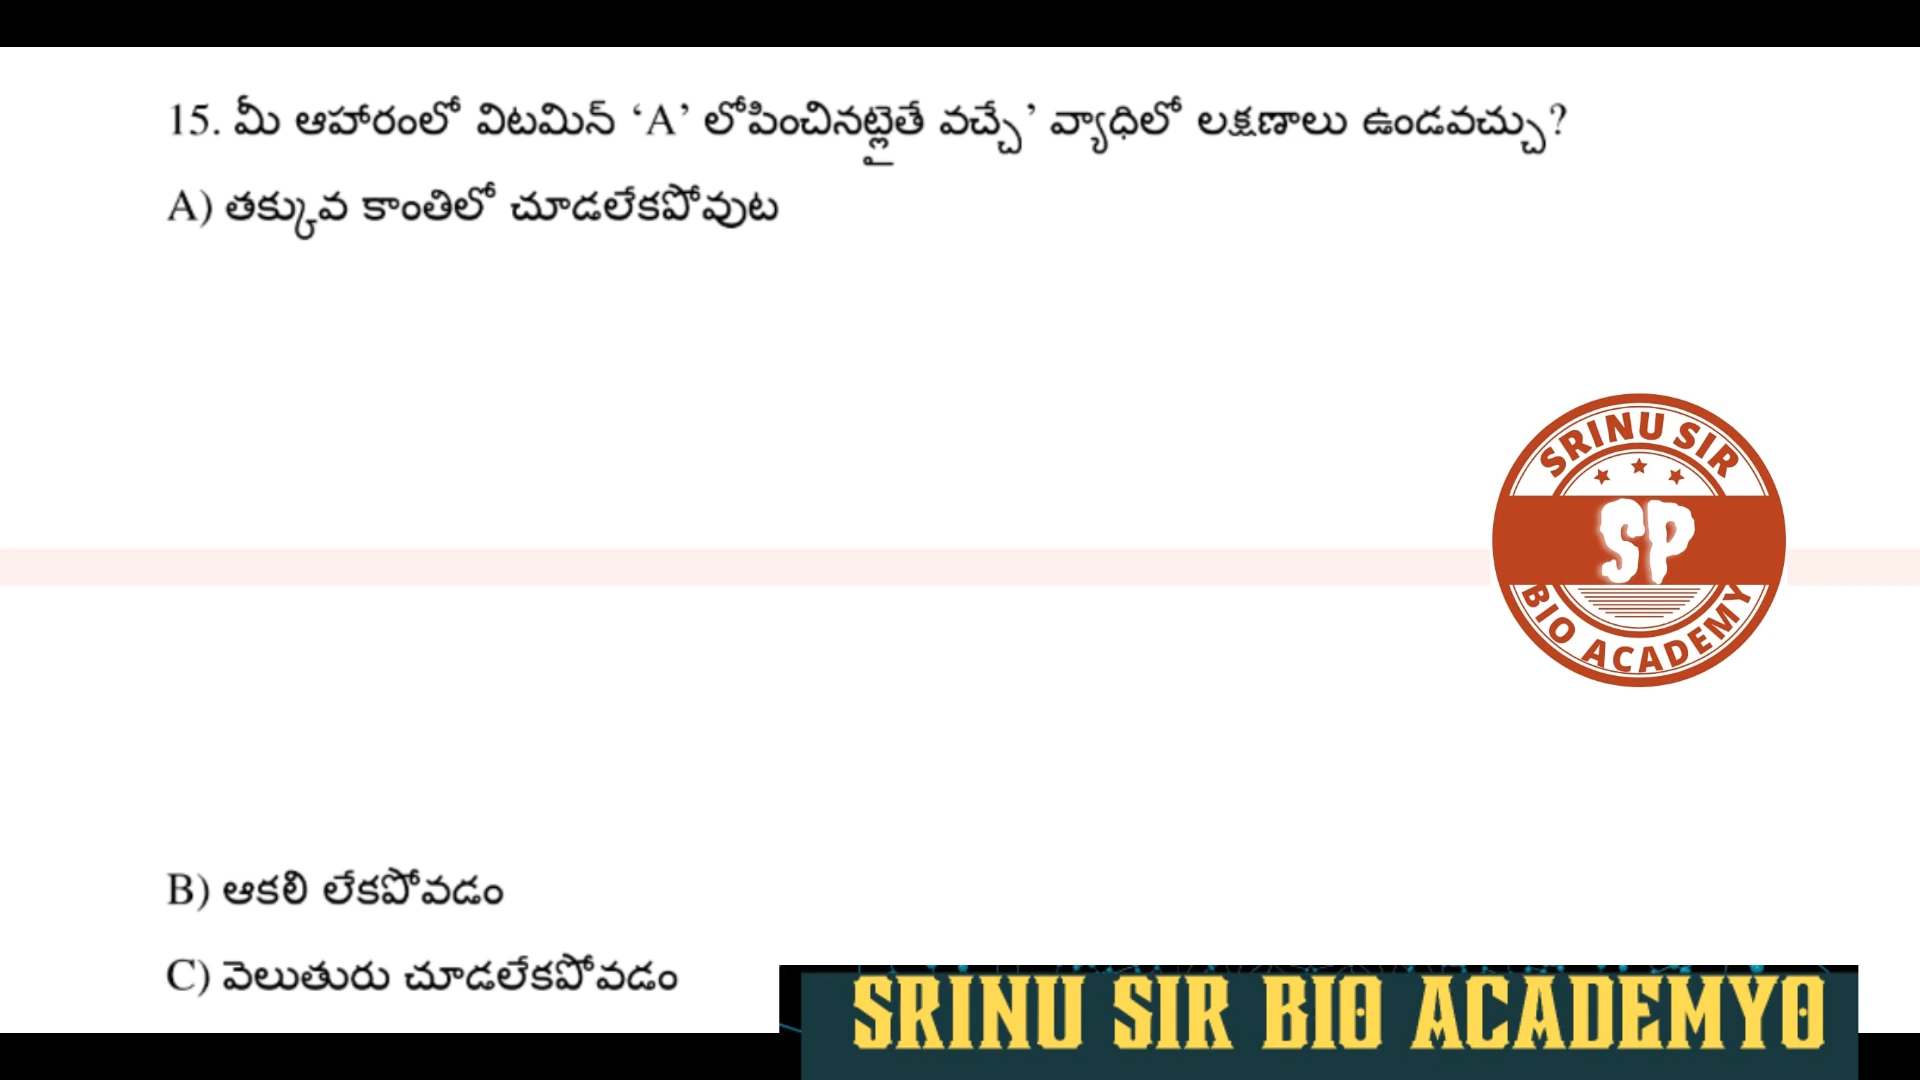 15. మీ ఆహారంలో విటమిన్ ‘A’ లోపించినట్లైతే వచ్చే’ వ్యాధిలో లక్షణాలు ఉండవచ్చు?
A) తక్కువ కాంతిలో చూడలేకపోవుట
SRINU SIR
SP
BIO ACADEMY
B) ఆకలి లేకపోవడం
C) వెలుతురు చూడలేకపోవడం
SRINU SIR BIO ACADEMYO